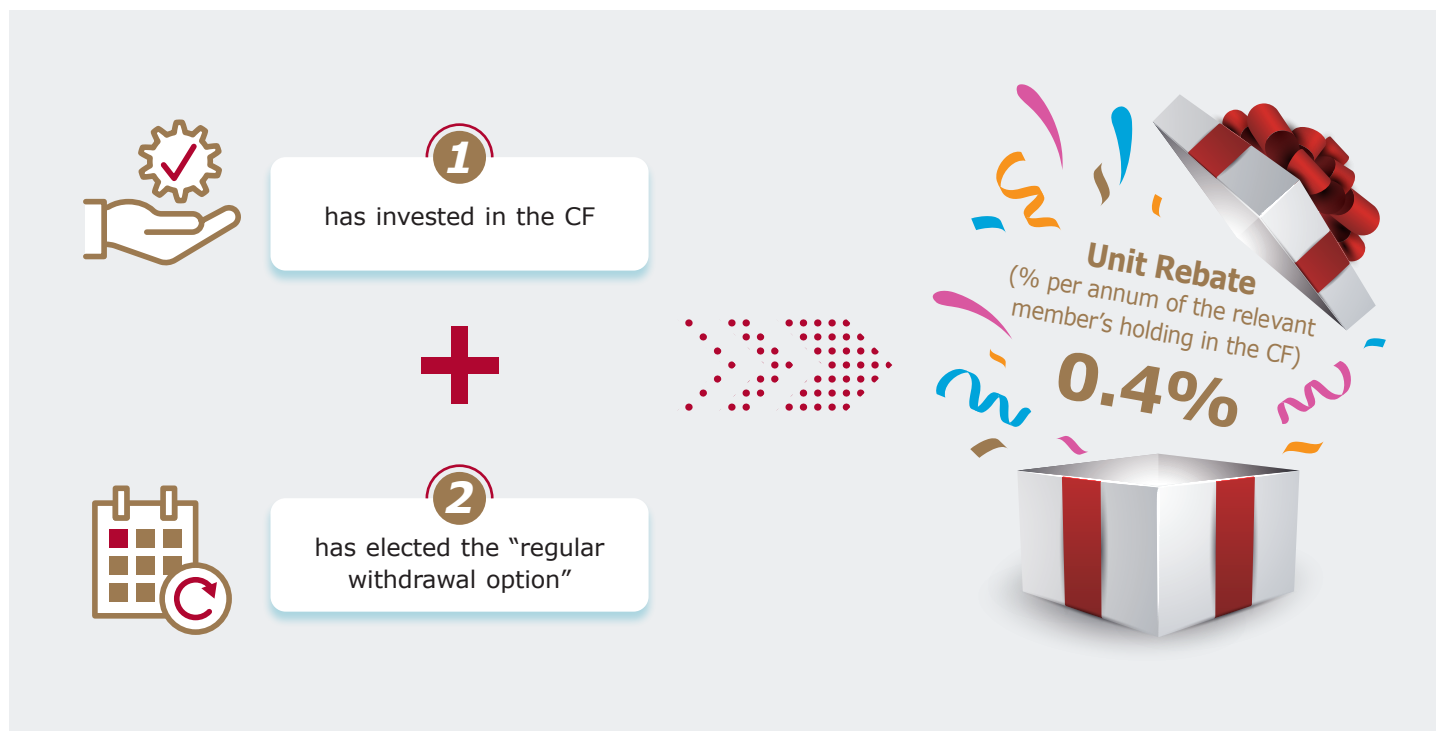 1
has invested in the CF
2
has elected the “regular
withdrawal option”
Unit Rebate
(% per annum of the relevant
member’s holding in the CF)
0.4%